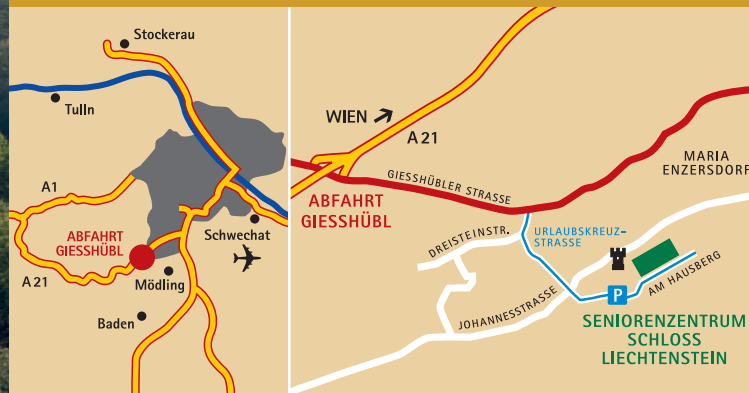 Stockerau
Tulln
A1
ABFAHRT
GIESSHÜBL
Schwechat
A21
Mödling
Baden
WIEN
A21
MARIA
ENZERSDORF
GIESSHÜBLER STRASSE
ABFAHRT
GIESSHÜBL
DREISTEINSTR.
URLAUBSKREUZ-
STRASSE
P
AM HAUSBERG
JOHANNESSTRASSE
SENIORENZENTRUM
SCHLOSS
LIECHTENSTEIN